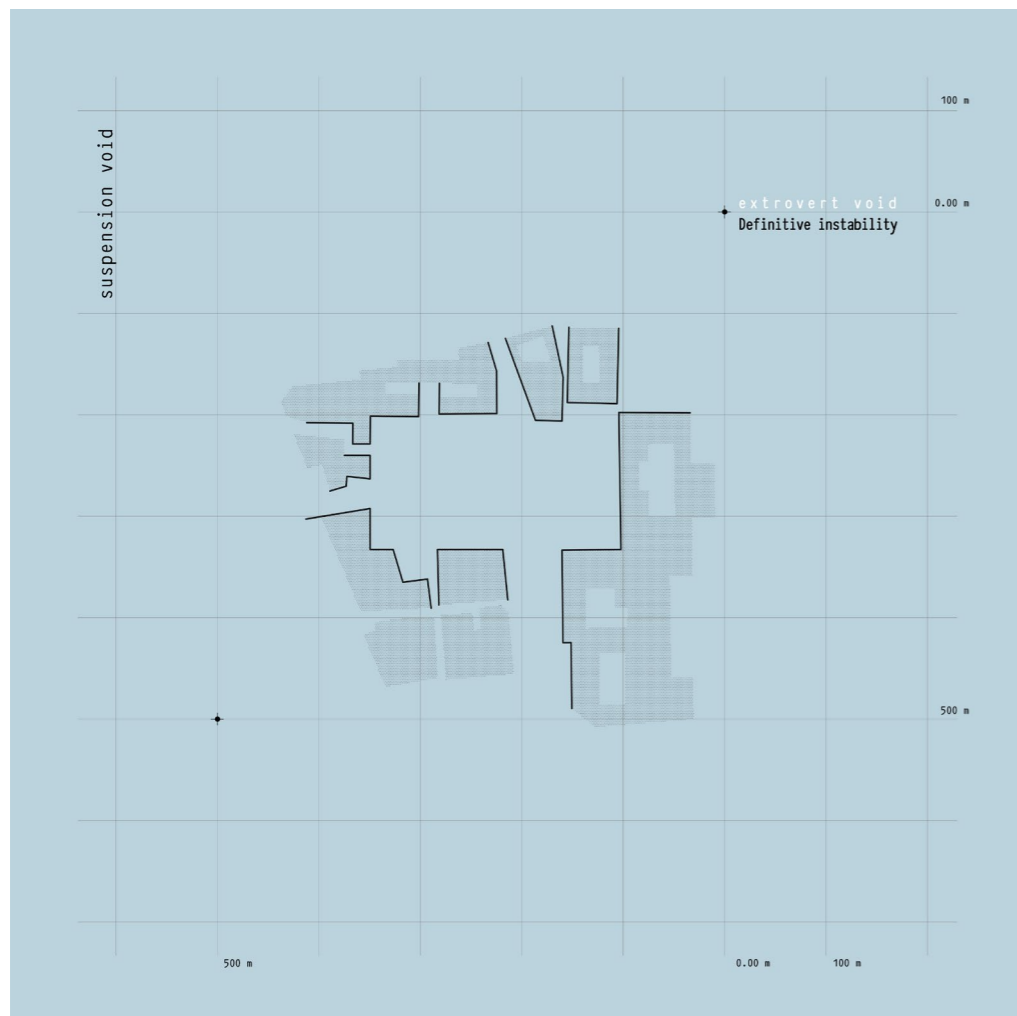 100 m
suspension void
extrovert void
0.00 m
Definitive instability
500 m
500 m
0.00 m
100 m